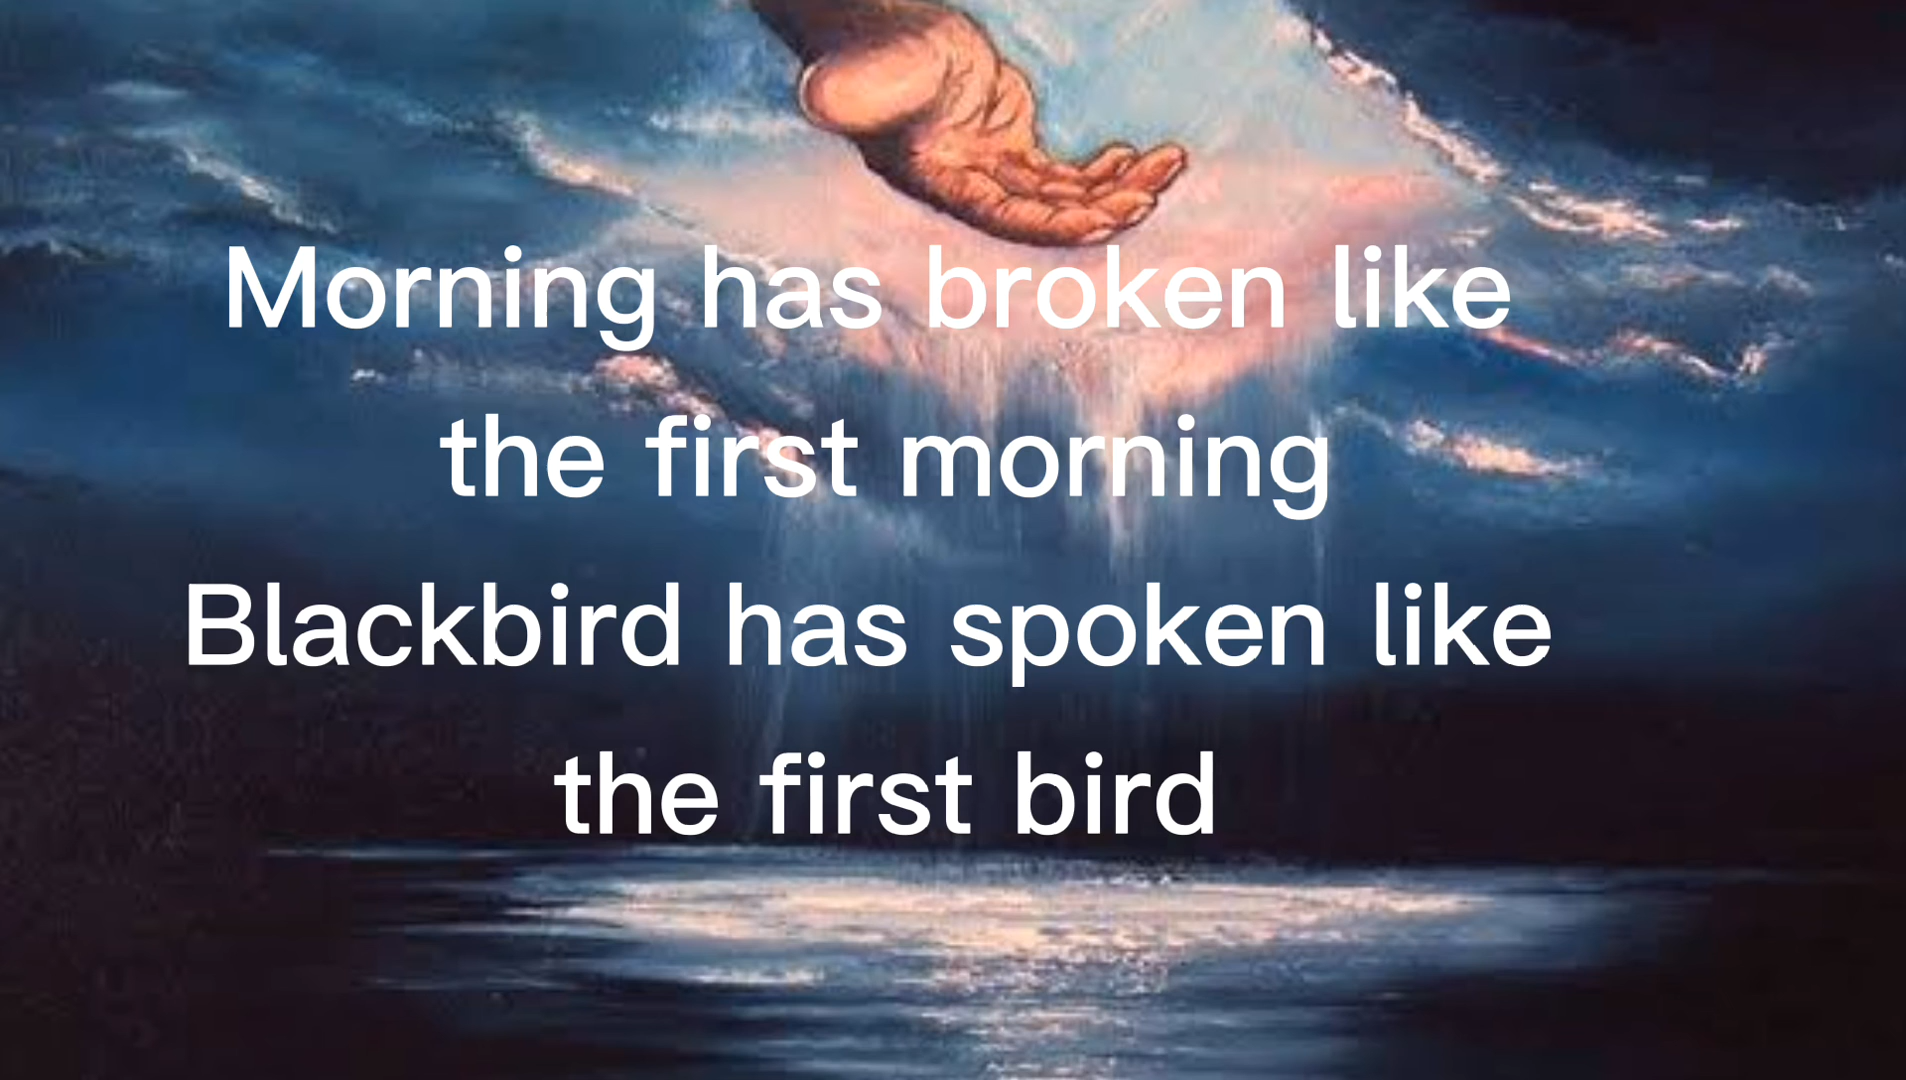 Morning has broken like
the first morning
Blackbird has spoken like
the first bird